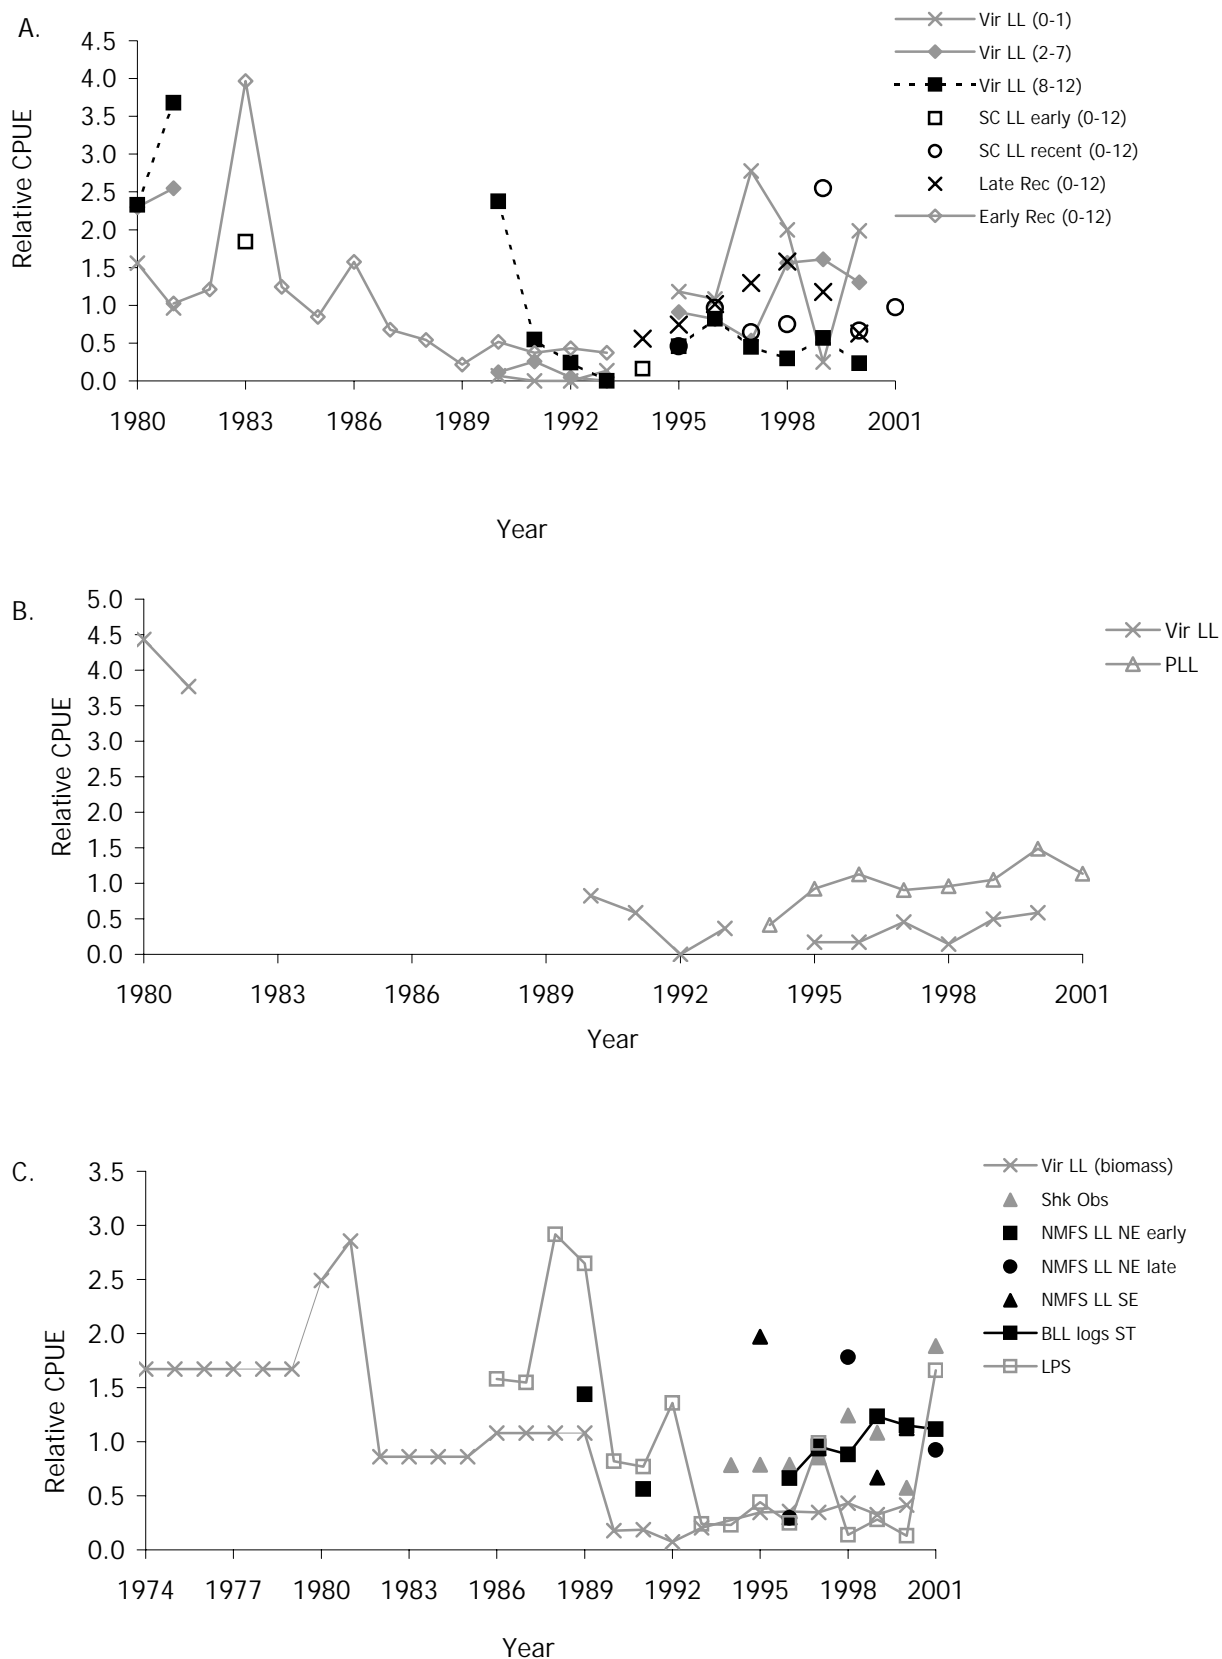 A.
Relative CPUE
4.5
4.0
3.5
3.0
2.5
2.0
1.5
1.0
0.5
0.0
1980 1983 1986 1989 1992 1995 1998 2001
Year
Vir LL (0-1)
Vir LL (2-7)
Vir LL (8-12)
SC LL early (0-12)
SC LL recent (0-12)
Late Rec (0-12)
Early Rec (0-12)
B.
Relative CPUE
5.0
4.5
4.0
3.5
3.0
2.5
2.0
1.5
1.0
0.5
0.0
1980 1983 1986 1989 1992 1995 1998 2001
Year
Vir LL
PLL
C.
Relative CPUE
3.5
3.0
2.5
2.0
1.5
1.0
0.5
0.0
1974 1977 1980 1983 1986 1989 1992 1995 1998 2001
Year
Vir LL (biomass)
Shk Obs
NMFS LL NE early
NMFS LL NE late
NMFS LL SE
BLL logs ST
LPS